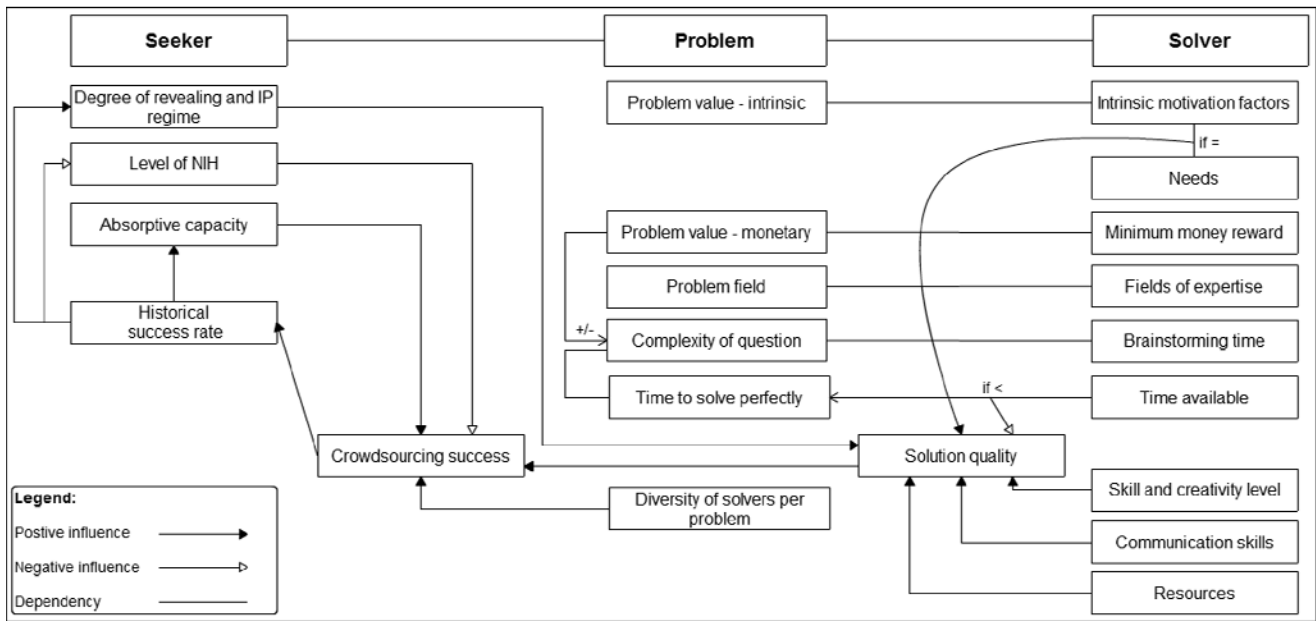 Seeker
Problem
Solver
Degree of revealing and IP
regime
Problem value - intrinsic
Intrinsic motivation factors
if =
Level of NIH
Needs
Absorptive capacity
Problem value - monetary
Minimum money reward
Problem field
Fields of expertise
Historical
success rate
+/-
Complexity of question
Brainstorming time
if <
Time to solve perfectly
Time available
Crowdsourcing success
Solution quality
Diversity of solvers per
problem
Skill and creativity level
Communication skills
Resources
Legend:
Postive influence
Negative influence
Dependency